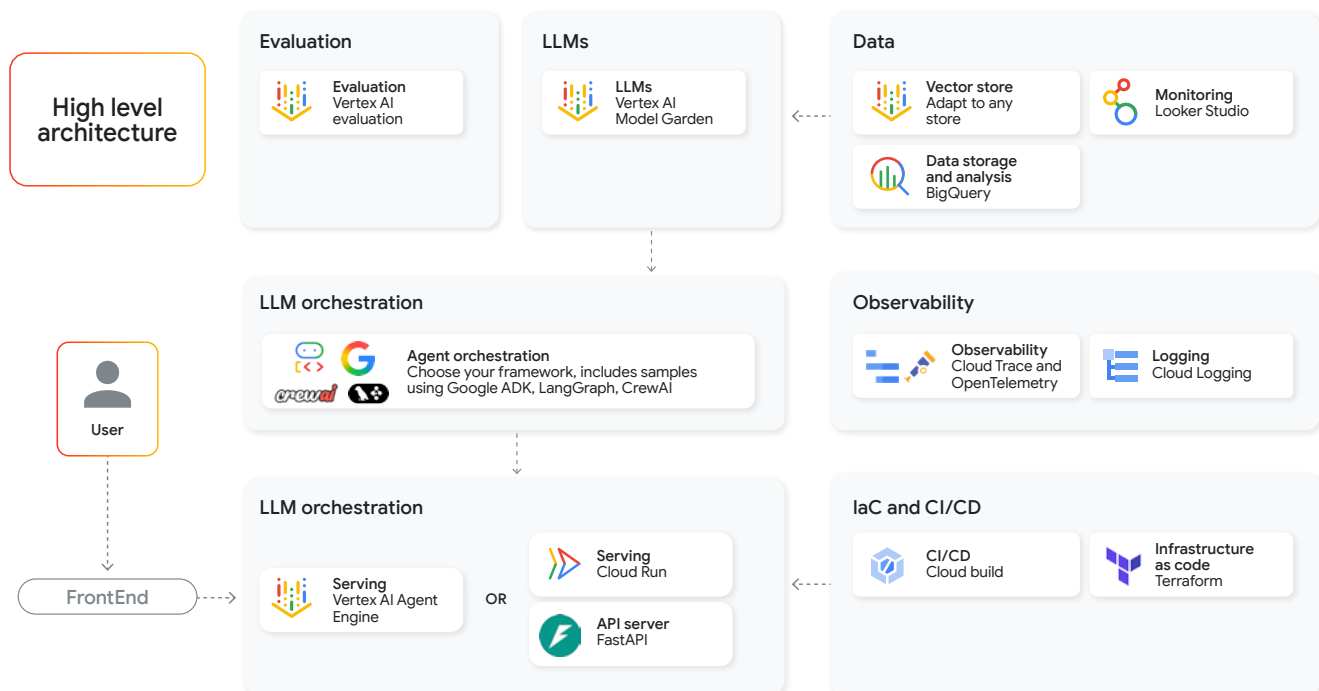 High level
architecture
Evaluation
Evaluation
Vertex AI
evaluation
LLMs
LLMs
Vertex AI
Model Garden
Data
Vector store
Adapt to any
store
Monitoring
Looker Studio
Data storage
and analysis
BigQuery
LLM orchestration
crewai
Agent orchestration
Choose your framework, includes samples
using Google ADK, LangGraph, CrewAI
Observability
Observability
Cloud Trace and
OpenTelemetry
Logging
Cloud Logging
User
FrontEnd
LLM orchestration
Serving
Vertex AI Agent
Engine
OR
Serving
Cloud Run
API server
FastAPI
IaC and CI/CD
CI/CD
Cloud build
Infrastructure
as code
Terraform